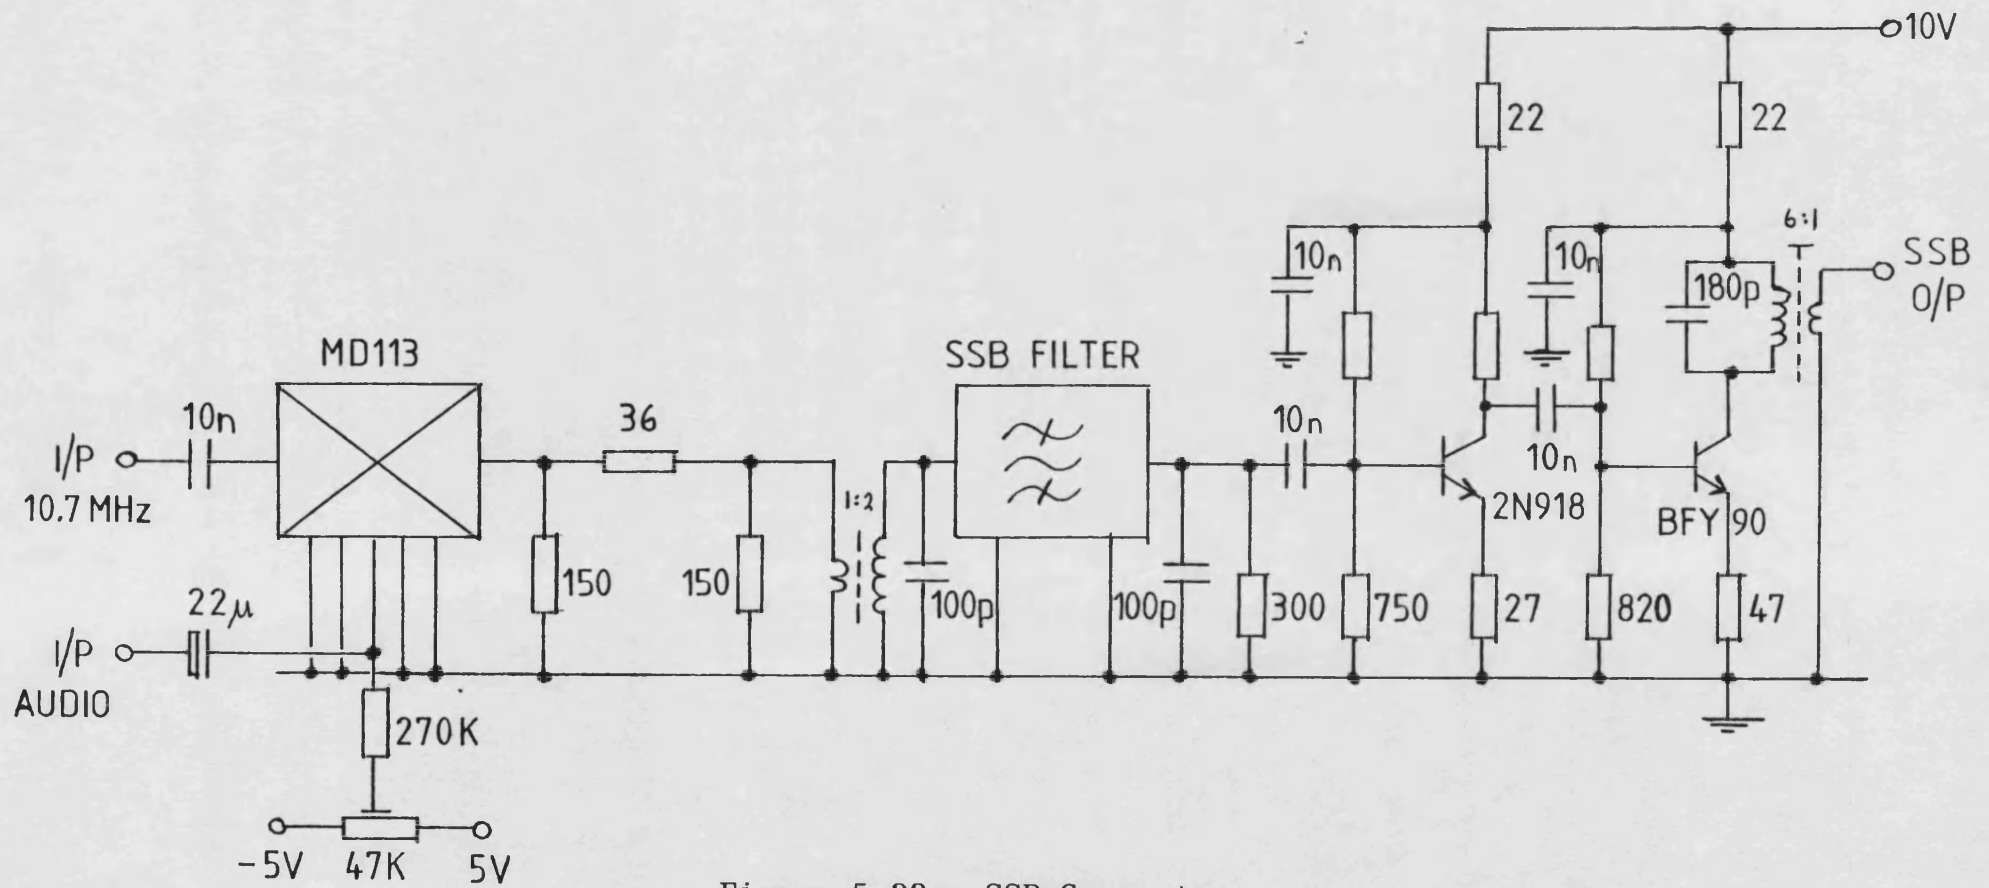 10V
22
22
6:1
10n
10n
180p
SSB
O/P
MD113
SSB FILTER
10n
36
10n
I/P
10.7 MHz
1:2
10n
2N918
BFY 90
22μ
150
150
100p
100p
300
750
27
820
47
I/P
AUDIO
270K
-5V
47K
5V
SSB